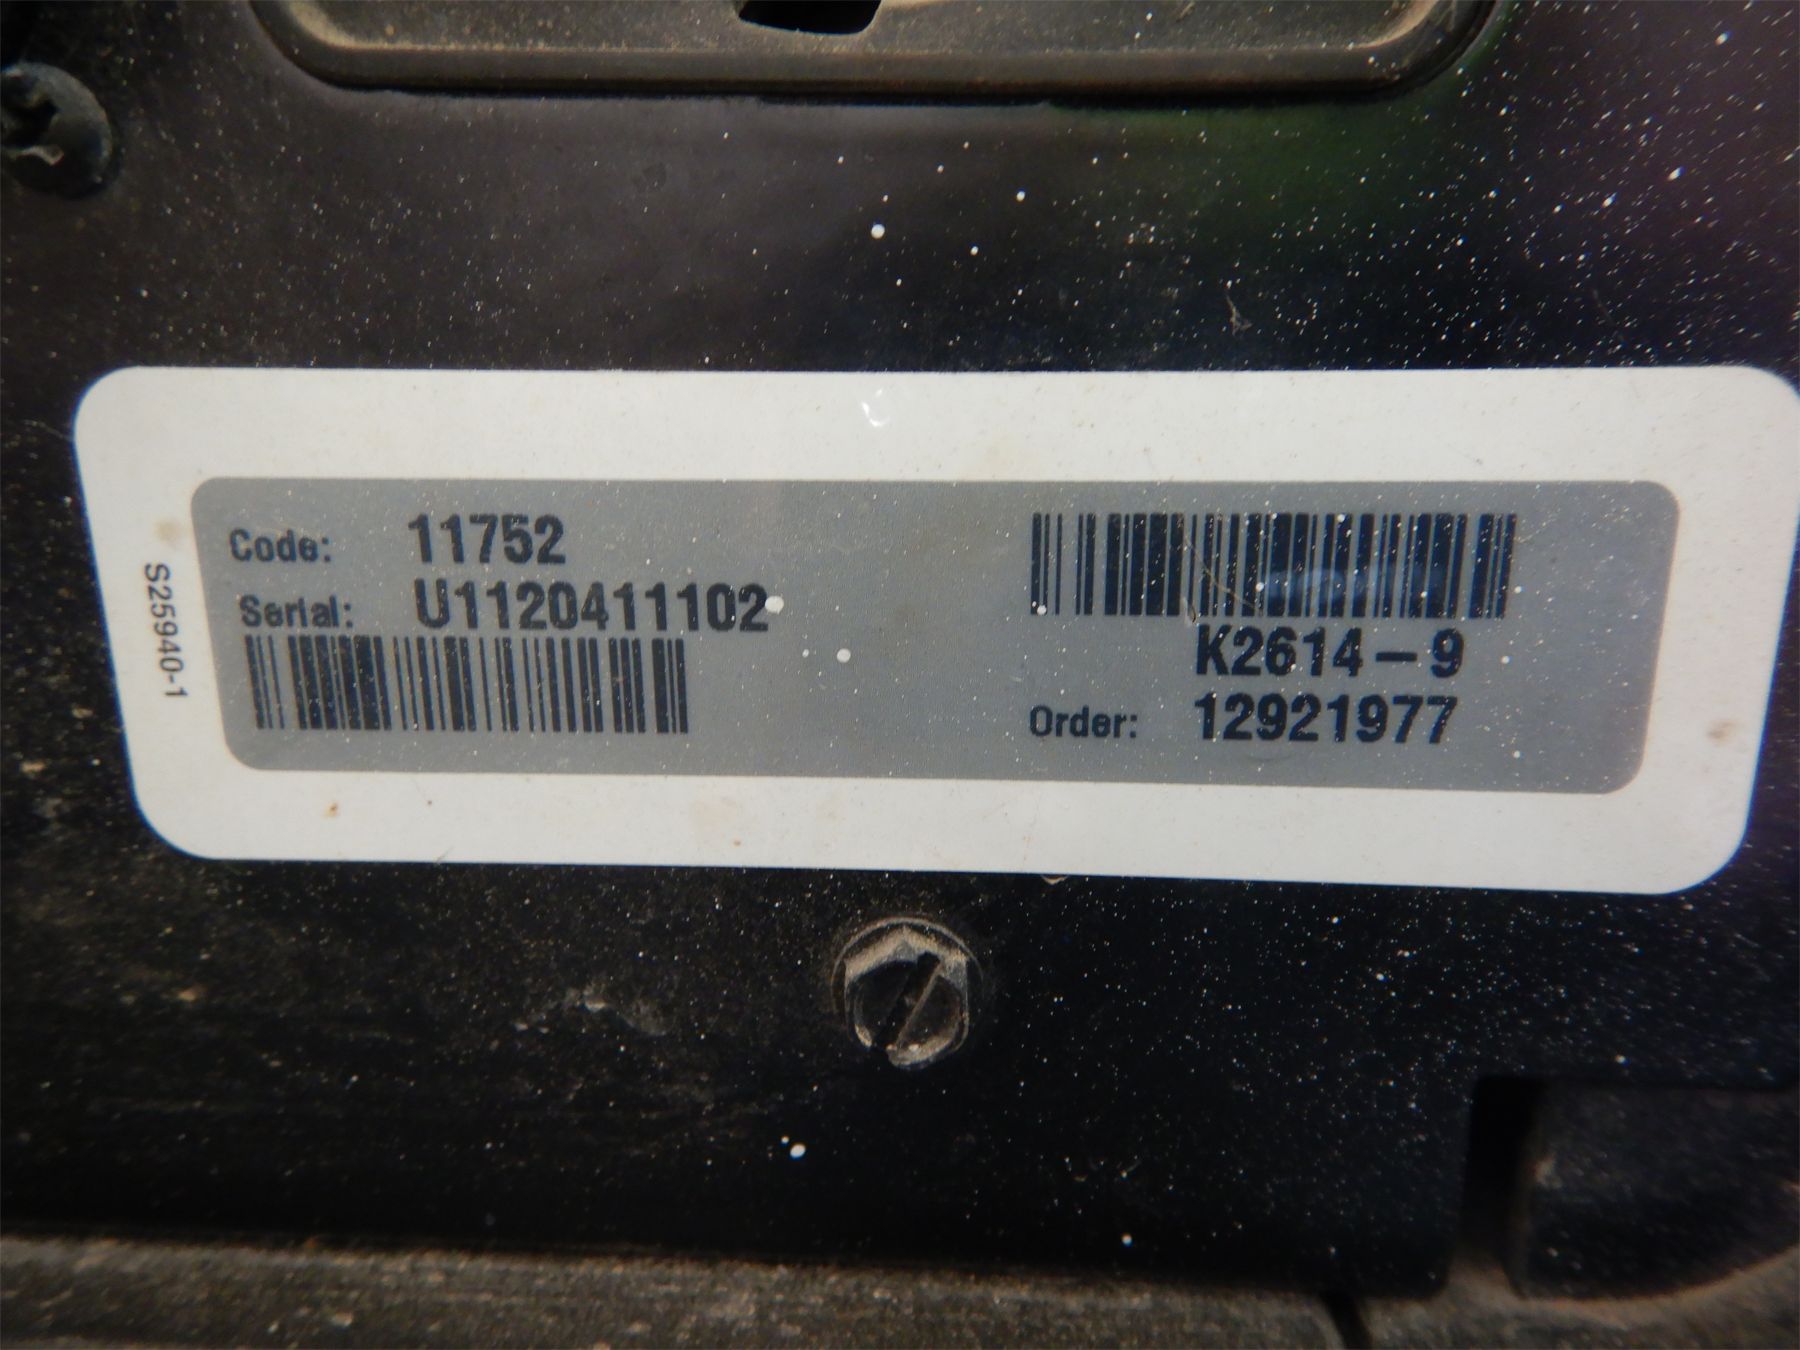 Code: 11752
Serial: U1120411102
K2614-9
Order: 12921977
S25940-1